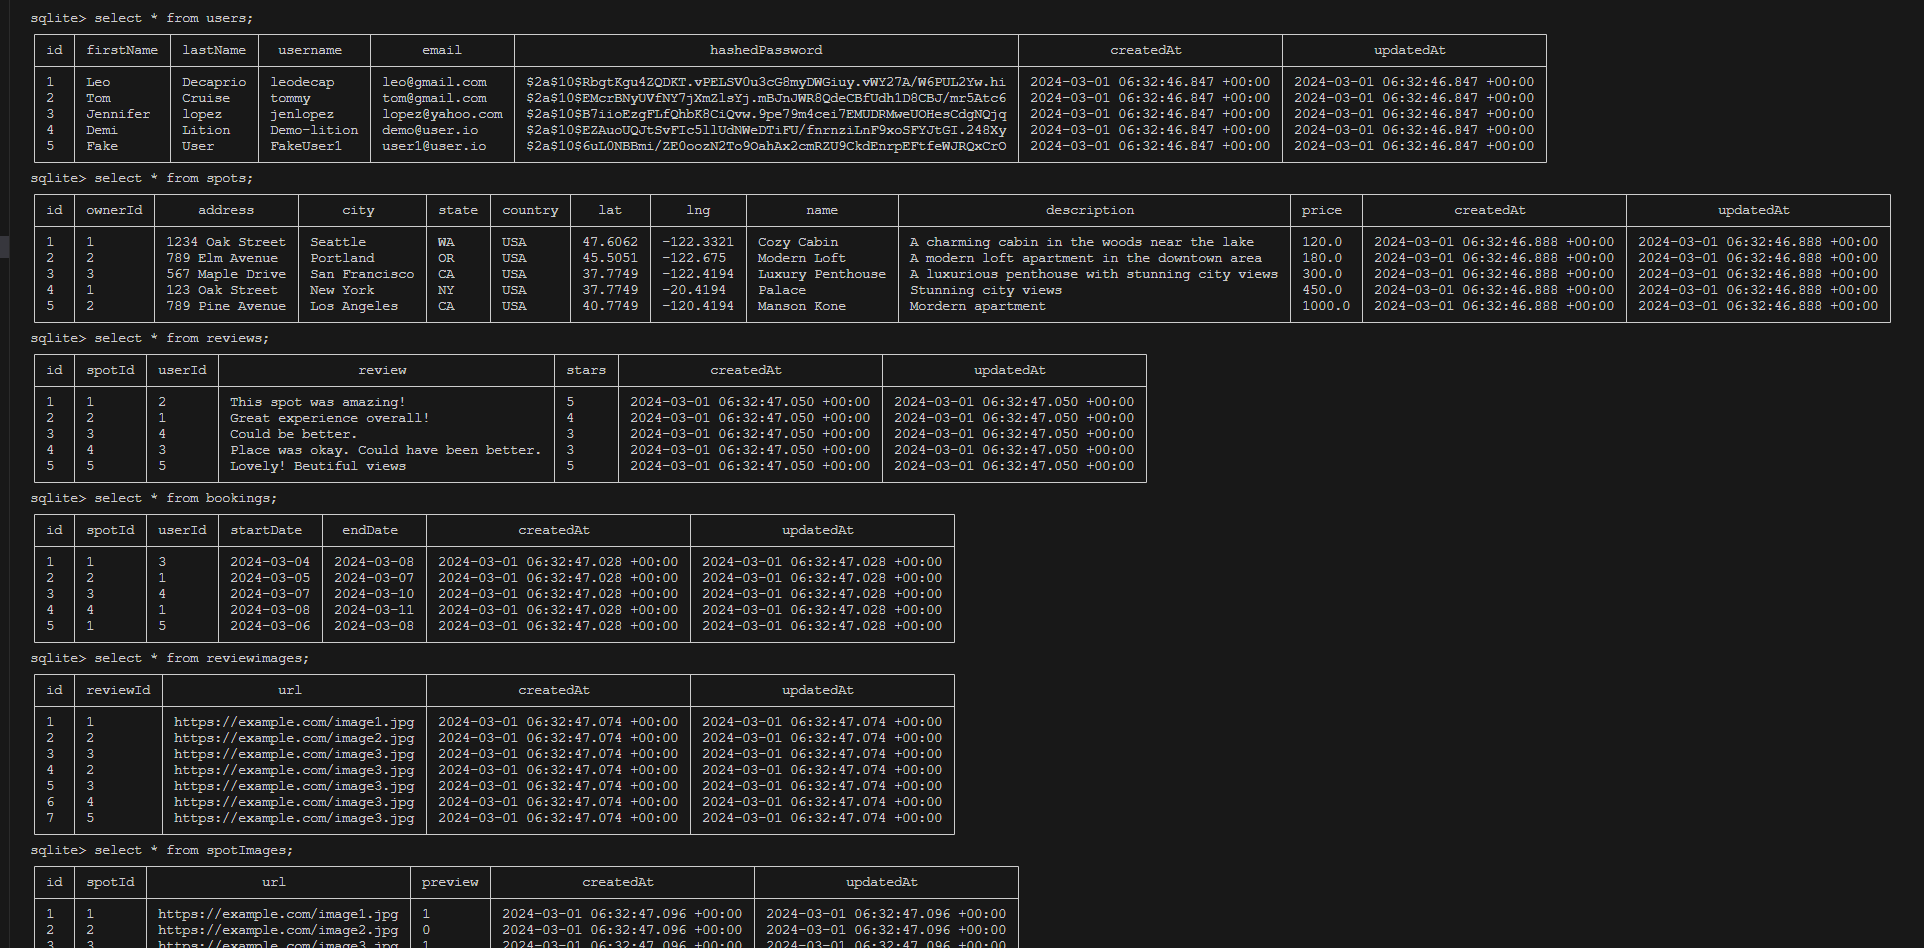 sqlite> select * from users;
id firstName lastName username email hashedPassword createdAt updatedAt
1 Leo Decaprio leodecap leo@gmail.com $2a$10$RbgtKgu4ZQDKT.vPELSV0u3cG8myDWGiuy.vWY27A/W6PUL2Yw.hi 2024-03-01 06:32:46.847 +00:00 2024-03-01 06:32:46.847 +00:00
2 Tom Cruise tommy tom@gmail.com $2a$10$EMcrBNyUVfNY7jXmZlsYj.mBJnJWR8QdeCBfUdh1D8CBJ/mr5Atc6 2024-03-01 06:32:46.847 +00:00 2024-03-01 06:32:46.847 +00:00
3 Jennifer lopez jenlopez lopez@yahoo.com $2a$10$B7iioEzgFLfQhbK8CiQvw.9pe79m4cei7EMUDRMweUOHesCdgNQjq 2024-03-01 06:32:46.847 +00:00 2024-03-01 06:32:46.847 +00:00
4 Demi Lition Demo-lition demo@user.io $2a$10$EZAuoUQJtSvFIc5llUdNWeDTiFU/fnrnziLnF9xoSFYJtGI.248Xy 2024-03-01 06:32:46.847 +00:00 2024-03-01 06:32:46.847 +00:00
5 Fake User FakeUser1 user1@user.io $2a$10$6uL0NBBmi/ZE0oozN2To9OahAx2cmRZU9CkdEnrpEFtfeWJRQxCrO 2024-03-01 06:32:46.847 +00:00 2024-03-01 06:32:46.847 +00:00
sqlite> select * from spots;
id ownerId address city state country lat lng name description price createdAt updatedAt
1 1 1234 Oak Street Seattle WA USA 47.6062 -122.3321 Cozy Cabin A charming cabin in the woods near the lake 120.0 2024-03-01 06:32:46.888 +00:00 2024-03-01 06:32:46.888 +00:00
2 2 789 Elm Avenue Portland OR USA 45.5051 -122.675 Modern Loft A modern loft apartment in the downtown area 180.0 2024-03-01 06:32:46.888 +00:00 2024-03-01 06:32:46.888 +00:00
3 3 567 Maple Drive San Francisco CA USA 37.7749 -122.4194 Luxury Penthouse A luxurious penthouse with stunning city views 300.0 2024-03-01 06:32:46.888 +00:00 2024-03-01 06:32:46.888 +00:00
4 1 123 Oak Street New York NY USA 37.7749 -20.4194 Palace Stunning city views 450.0 2024-03-01 06:32:46.888 +00:00 2024-03-01 06:32:46.888 +00:00
5 2 789 Pine Avenue Los Angeles CA USA 40.7749 -120.4194 Manson Kone Mordern apartment 1000.0 2024-03-01 06:32:46.888 +00:00 2024-03-01 06:32:46.888 +00:00
sqlite> select * from reviews;
id spotId userId review stars createdAt updatedAt
1 1 2 This spot was amazing! 5 2024-03-01 06:32:47.050 +00:00 2024-03-01 06:32:47.050 +00:00
2 2 1 Great experience overall! 4 2024-03-01 06:32:47.050 +00:00 2024-03-01 06:32:47.050 +00:00
3 3 4 Could be better. 3 2024-03-01 06:32:47.050 +00:00 2024-03-01 06:32:47.050 +00:00
4 4 3 Place was okay. Could have been better. 3 2024-03-01 06:32:47.050 +00:00 2024-03-01 06:32:47.050 +00:00
5 5 5 Lovely! Beutiful views 5 2024-03-01 06:32:47.050 +00:00 2024-03-01 06:32:47.050 +00:00
sqlite> select * from bookings;
id spotId userId startDate endDate createdAt updatedAt
1 1 3 2024-03-04 2024-03-08 2024-03-01 06:32:47.028 +00:00 2024-03-01 06:32:47.028 +00:00
2 2 1 2024-03-05 2024-03-07 2024-03-01 06:32:47.028 +00:00 2024-03-01 06:32:47.028 +00:00
3 3 4 2024-03-07 2024-03-10 2024-03-01 06:32:47.028 +00:00 2024-03-01 06:32:47.028 +00:00
4 4 1 2024-03-08 2024-03-11 2024-03-01 06:32:47.028 +00:00 2024-03-01 06:32:47.028 +00:00
5 1 5 2024-03-06 2024-03-08 2024-03-01 06:32:47.028 +00:00 2024-03-01 06:32:47.028 +00:00
sqlite> select * from reviewimages;
id reviewId url createdAt updatedAt
1 1 https://example.com/image1.jpg 2024-03-01 06:32:47.074 +00:00 2024-03-01 06:32:47.074 +00:00
2 2 https://example.com/image2.jpg 2024-03-01 06:32:47.074 +00:00 2024-03-01 06:32:47.074 +00:00
3 3 https://example.com/image3.jpg 2024-03-01 06:32:47.074 +00:00 2024-03-01 06:32:47.074 +00:00
4 2 https://example.com/image3.jpg 2024-03-01 06:32:47.074 +00:00 2024-03-01 06:32:47.074 +00:00
5 3 https://example.com/image3.jpg 2024-03-01 06:32:47.074 +00:00 2024-03-01 06:32:47.074 +00:00
6 4 https://example.com/image3.jpg 2024-03-01 06:32:47.074 +00:00 2024-03-01 06:32:47.074 +00:00
7 5 https://example.com/image3.jpg 2024-03-01 06:32:47.074 +00:00 2024-03-01 06:32:47.074 +00:00
sqlite> select * from spotImages;
id spotId url preview createdAt updatedAt
1 1 https://example.com/image1.jpg 1 2024-03-01 06:32:47.096 +00:00 2024-03-01 06:32:47.096 +00:00
2 2 https://example.com/image2.jpg 0 2024-03-01 06:32:47.096 +00:00 2024-03-01 06:32:47.096 +00:00
3 3 https://example.com/image3.jpg 1 2024-03-01 06:32:47.096 +00:00 2024-03-01 06:32:47.096 +00:00